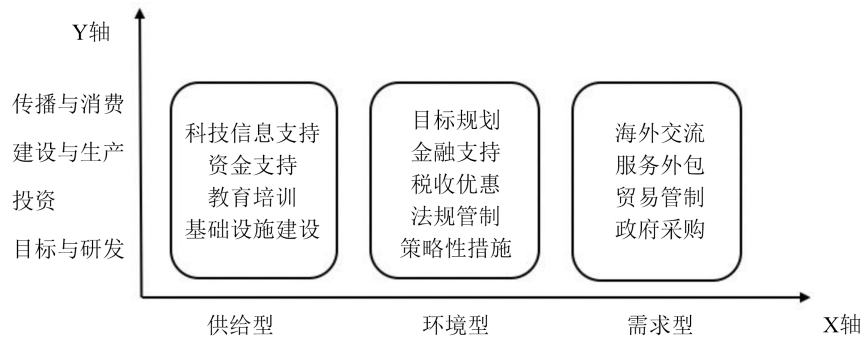 Y轴
传播与消费
建设与生产
投资
目标与研发
科技信息支持
资金支持
教育培训
基础设施建设
目标规划
金融支持
税收优惠
法规管制
策略性措施
海外交流
服务外包
贸易管制
政府采购
供给型
环境型
需求型
X轴